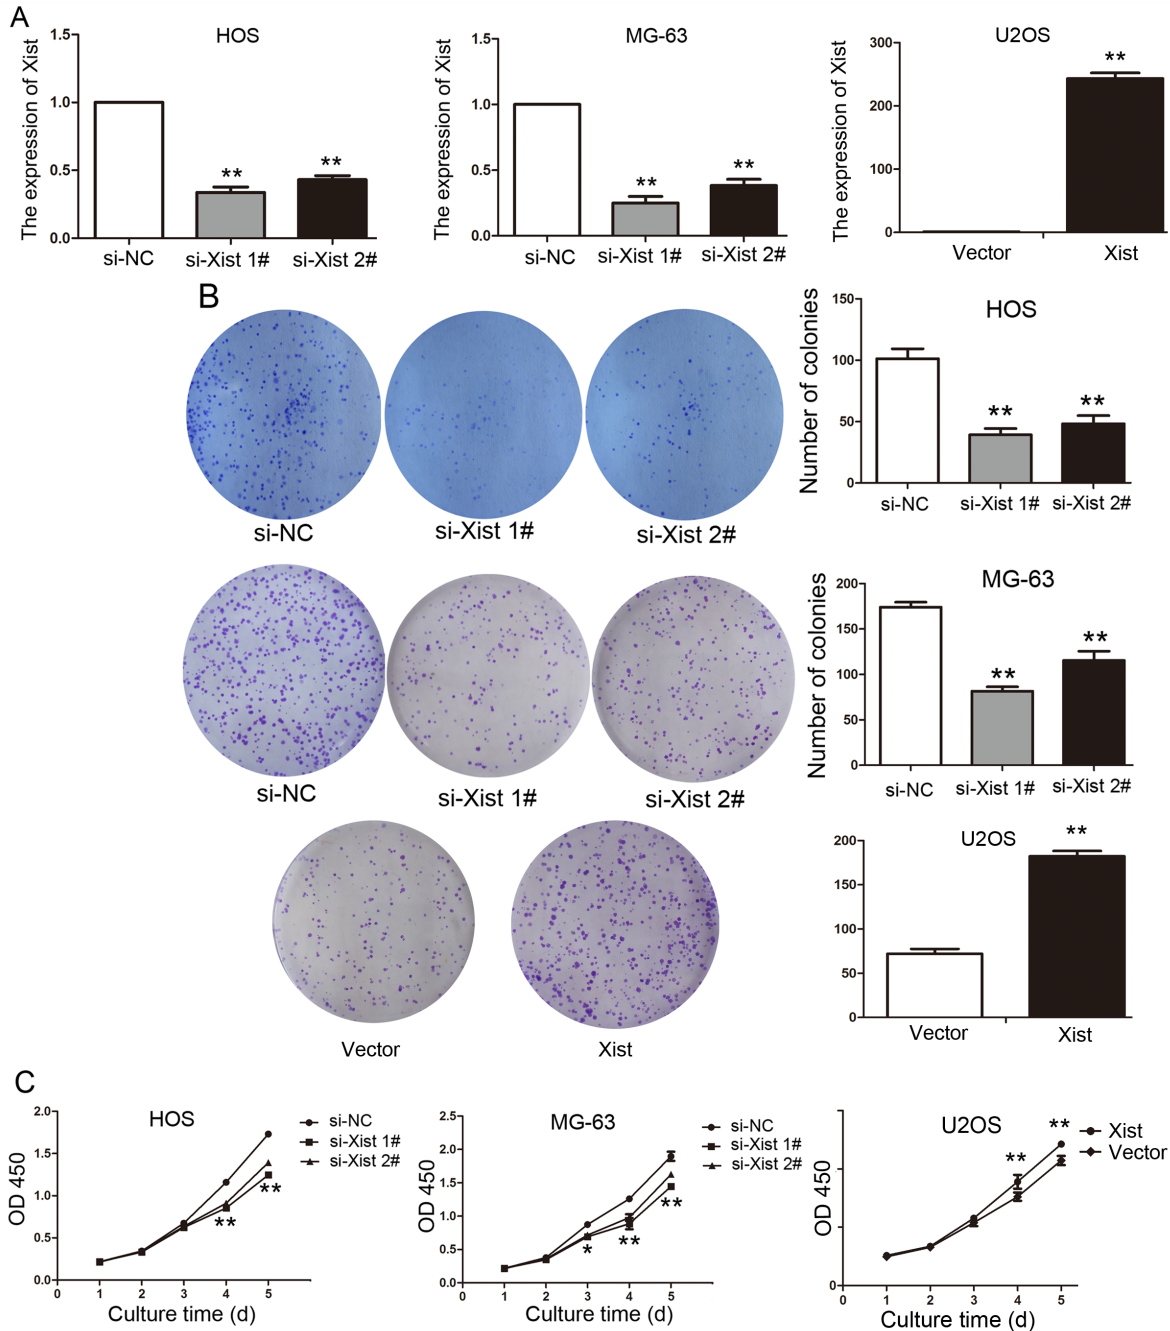 A
HOS
The expression of Xist
1.5
1.0
0.5
0.0
**
**
si-NC si-Xist 1# si-Xist 2#
MG-63
The expression of Xist
1.5
1.0
0.5
0.0
**
**
si-NC si-Xist 1# si-Xist 2#
U2OS
The expression of Xist
300
200
100
0
**
Vector Xist
B
si-NC si-Xist 1# si-Xist 2#
HOS
Number of colonies
150
100
50
0
**
**
si-NC si-Xist 1# si-Xist 2#
si-NC si-Xist 1# si-Xist 2#
MG-63
Number of colonies
200
150
100
50
0
**
**
si-NC si-Xist 1# si-Xist 2#
Vector Xist
U2OS
200
150
100
50
0
**
Vector Xist
C
HOS
OD 450
2.0
1.5
1.0
0.5
0.0
si-NC
si-Xist 1#
si-Xist 2#
**
**
0 1 2 3 4 5
Culture time (d)
MG-63
OD 450
2.5
2.0
1.5
1.0
0.5
0.0
si-NC
si-Xist 1#
si-Xist 2#
*
**
**
0 1 2 3 4 5
Culture time (d)
U2OS
OD 450
0
**
**
Xist
Vector
0 1 2 3 4 5
Culture time (d)